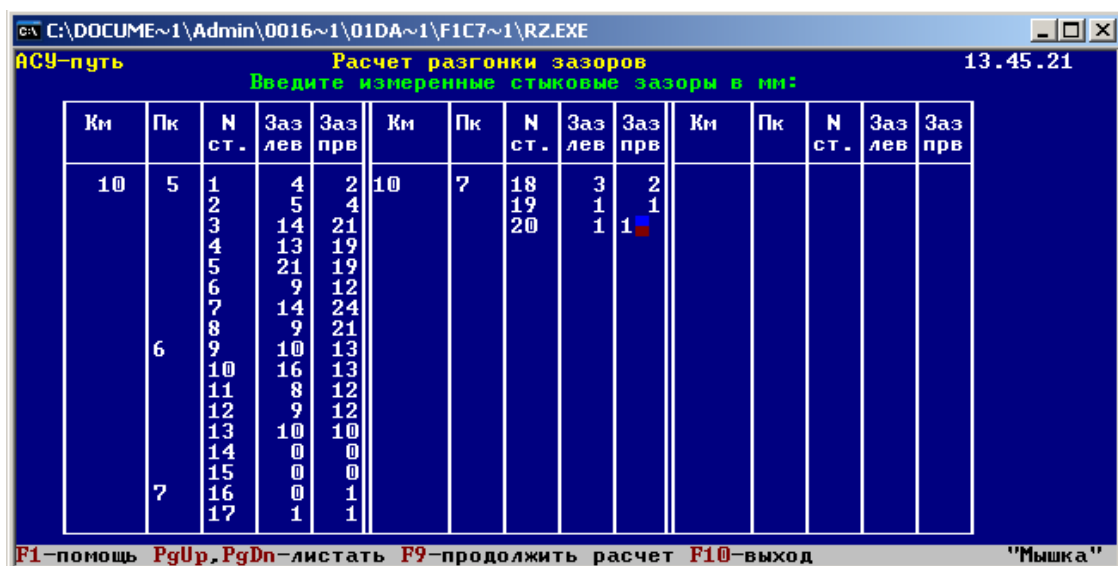 C:\DOCUME~1\Admin\0016~1\01DA~1\F1C7~1\RZ.EXE
АСУ-путь Расчет разгонки зазоров 13.45.21
Введите измеренные стыковые зазоры в мм:
Км Пк N Заз Заз Км Пк N Заз Заз Км Пк N Заз Заз
ст. лев прв ст. лев прв ст. лев прв
10 5 1 4 2 10 7 18 3 2
2 5 4 19 1 1
3 14 21 20 1 1
4 13 19
5 21 19
6 9 12
7 14 24
8 9 21
6 9 10 13
10 16 13
11 8 12
12 9 12
13 10 10
14 0 0
15 0 0
7 16 0 1
17 1 1
F1-помощь PgUp,PgDn-листать F9-продолжить расчет F10-выход "Мышка"